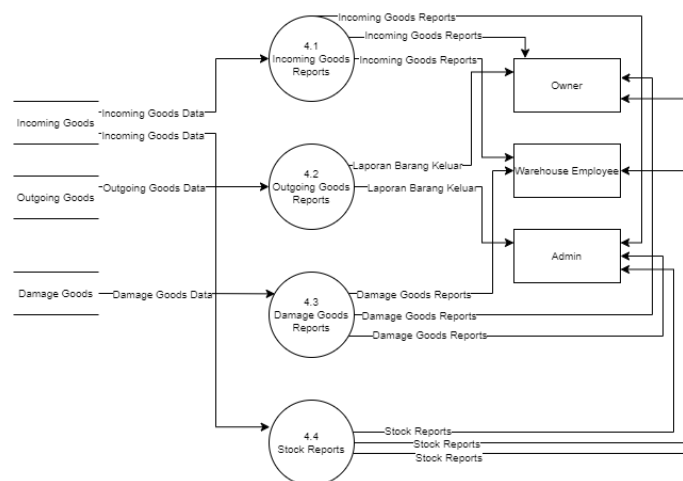 Incoming Goods Reports
4.1
Incoming Goods
Reports
Incoming Goods Reports
Incoming Goods Reports
Owner
Incoming Goods
Incoming Goods Data
Incoming Goods Data
4.2
Outgoing Goods
Reports
Laporan Barang Keluar
Laporan Barang Keluar
Warehouse Employee
Outgoing Goods
Outgoing Goods Data
Admin
Damage Goods
Damage Goods Data
4.3
Damage Goods
Reports
Damage Goods Reports
Damage Goods Reports
Damage Goods Reports
4.4
Stock Reports
Stock Reports
Stock Reports
Stock Reports